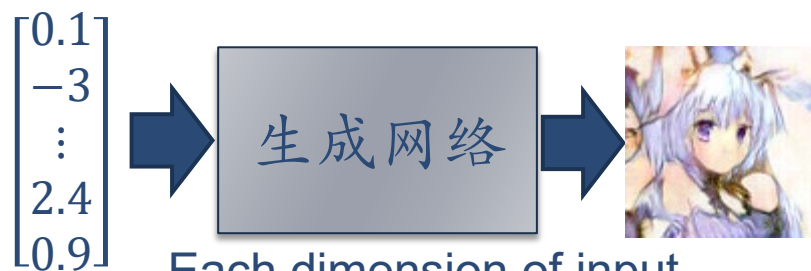 0.1
−3
⋮
2.4
0.9
生成网络
Each dimension of input